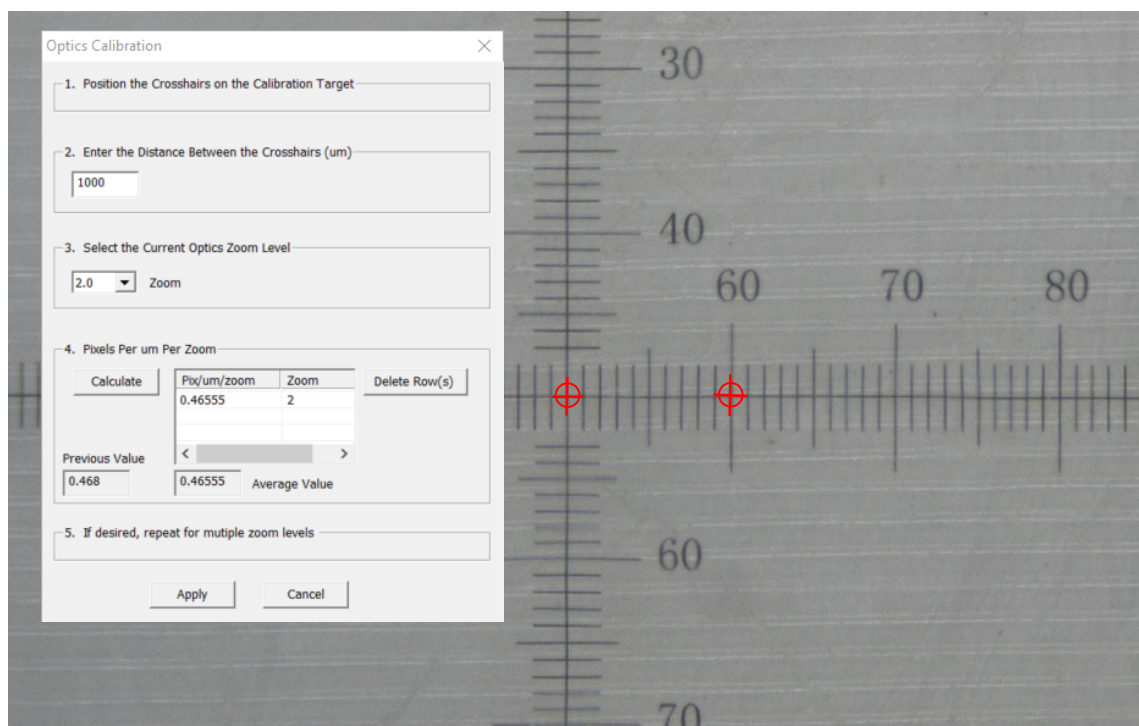 Optics Calibration
1. Position the Crosshairs on the Calibration Target
2. Enter the Distance Between the Crosshairs (um)
1000
3. Select the Current Optics Zoom Level
2.0 Zoom
4. Pixels Per um Per Zoom
Calculate
Pix/um/zoom Zoom
0.46555 2
Delete Row(s)
Previous Value
0.468
0.46555 Average Value
5. If desired, repeat for mutiple zoom levels
Apply Cancel
30
40
60 70 80
60
70